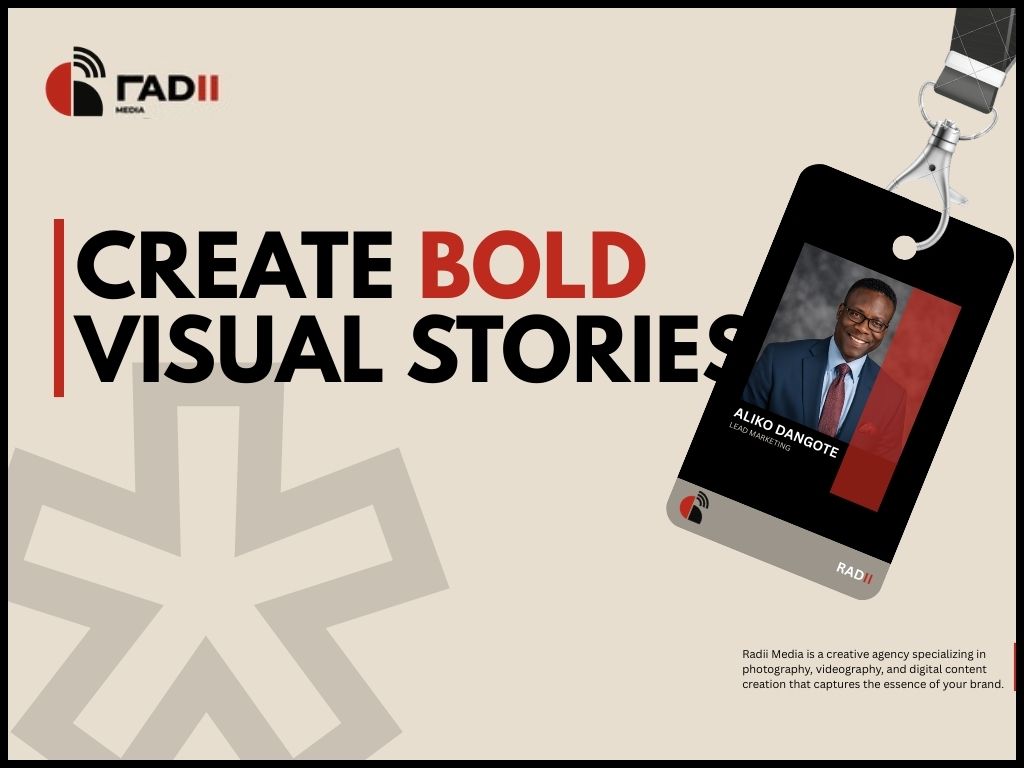 RADII
MEDIA
CREATE BOLD
VISUAL STORIES
ALIKO DANGOTE
LEAD MARKETING
RADII
Radii Media is a creative agency specializing in
photography, videography, and digital content
creation that captures the essence of your brand.